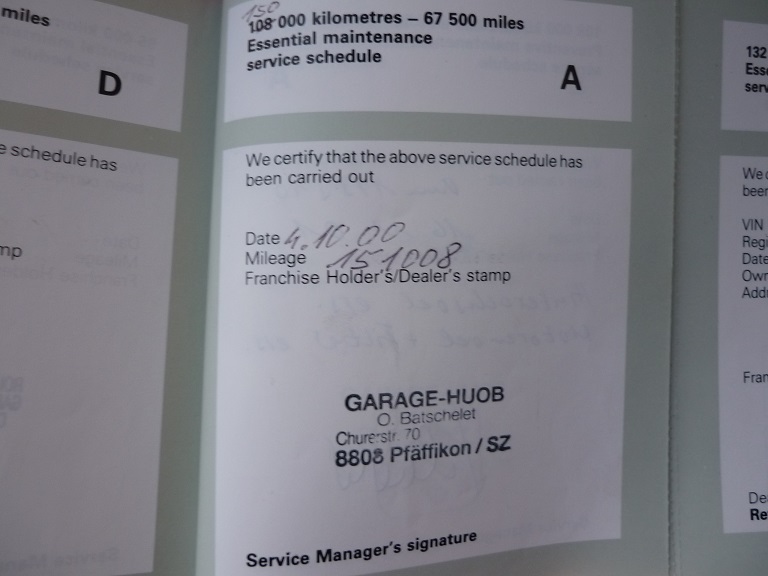 miles
D
e schedule has
mp
150
108 000 kilometres – 67 500 miles
Essential maintenance
service schedule
A
We certify that the above service schedule has
been carried out
Date 4.10.00
Mileage 151008
Franchise Holder's/Dealer's stamp
GARAGE-HUOB
O. Batschelet
Churerstr. 70
8808 Pfäffikon / SZ
Service Manager's signature
132
Esse
serv
We c
beer
VIN
Regi
Date
Own
Addr
Fran
Dea
Re